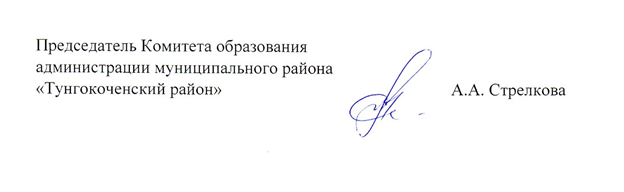 Председатель Комитета образования
администрации муниципального района
«Тунгокоченский район» А.А. Стрелкова